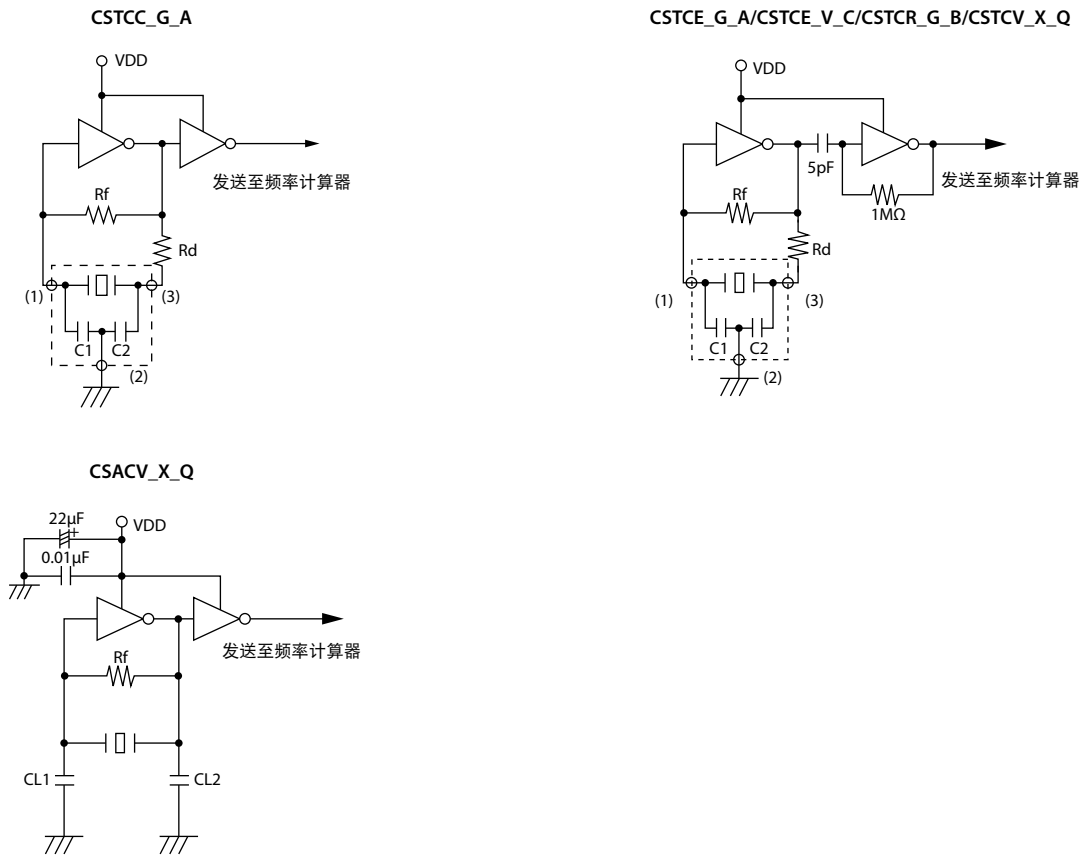 CSTCC_G_A
VDD
发送至频率计算器
Rf
Rd
(1)
(3)
C1
C2
(2)
CSTCE_G_A/CSTCE_V_C/CSTCR_G_B/CSTCV_X_Q
VDD
5pF
发送至频率计算器
Rf
1MΩ
Rd
(1)
(3)
C1
C2
(2)
CSACV_X_Q
22μF
+
VDD
0.01μF
发送至频率计算器
Rf
CL1
CL2